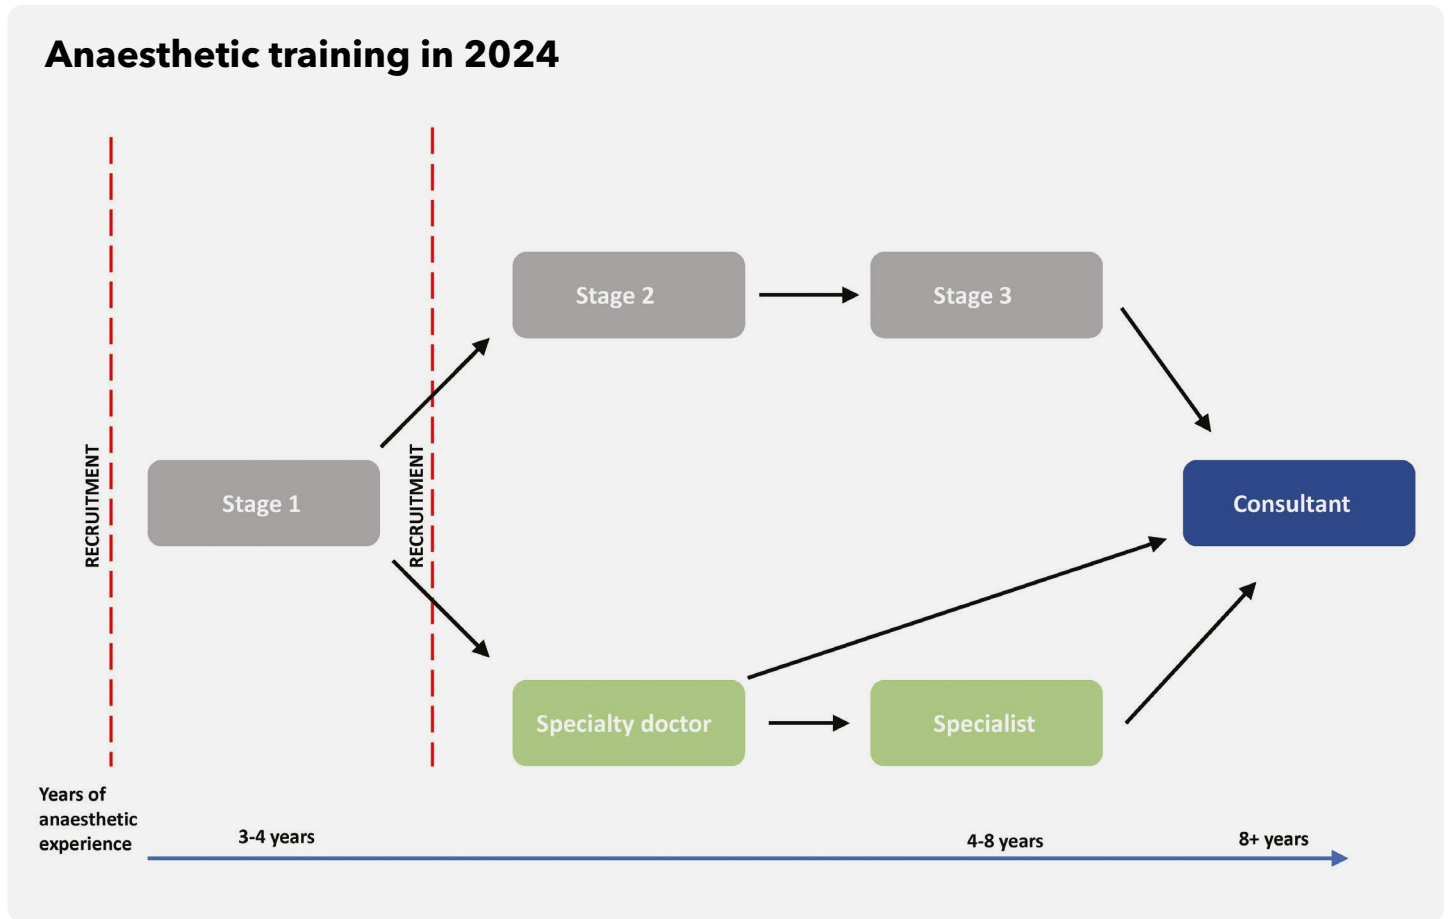 Anaesthetic training in 2024
RECRUITMENT
RECRUITMENT
Stage 1
Stage 2
Stage 3
Specialty doctor
Specialist
Consultant
Years of
anaesthetic
experience
3-4 years
4-8 years
8+ years